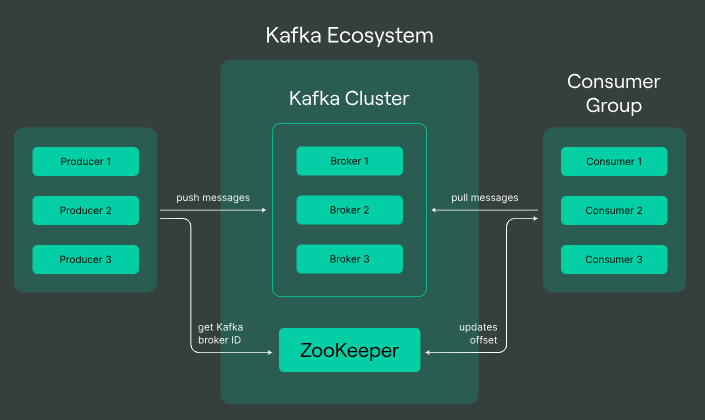 Kafka Ecosystem
Kafka Cluster
Consumer
Group
Producer 1
Producer 2
Producer 3
push messages
Broker 1
Broker 2
Broker 3
pull messages
Consumer 1
Consumer 2
Consumer 3
get Kafka
broker ID
ZooKeeper
updates
offset